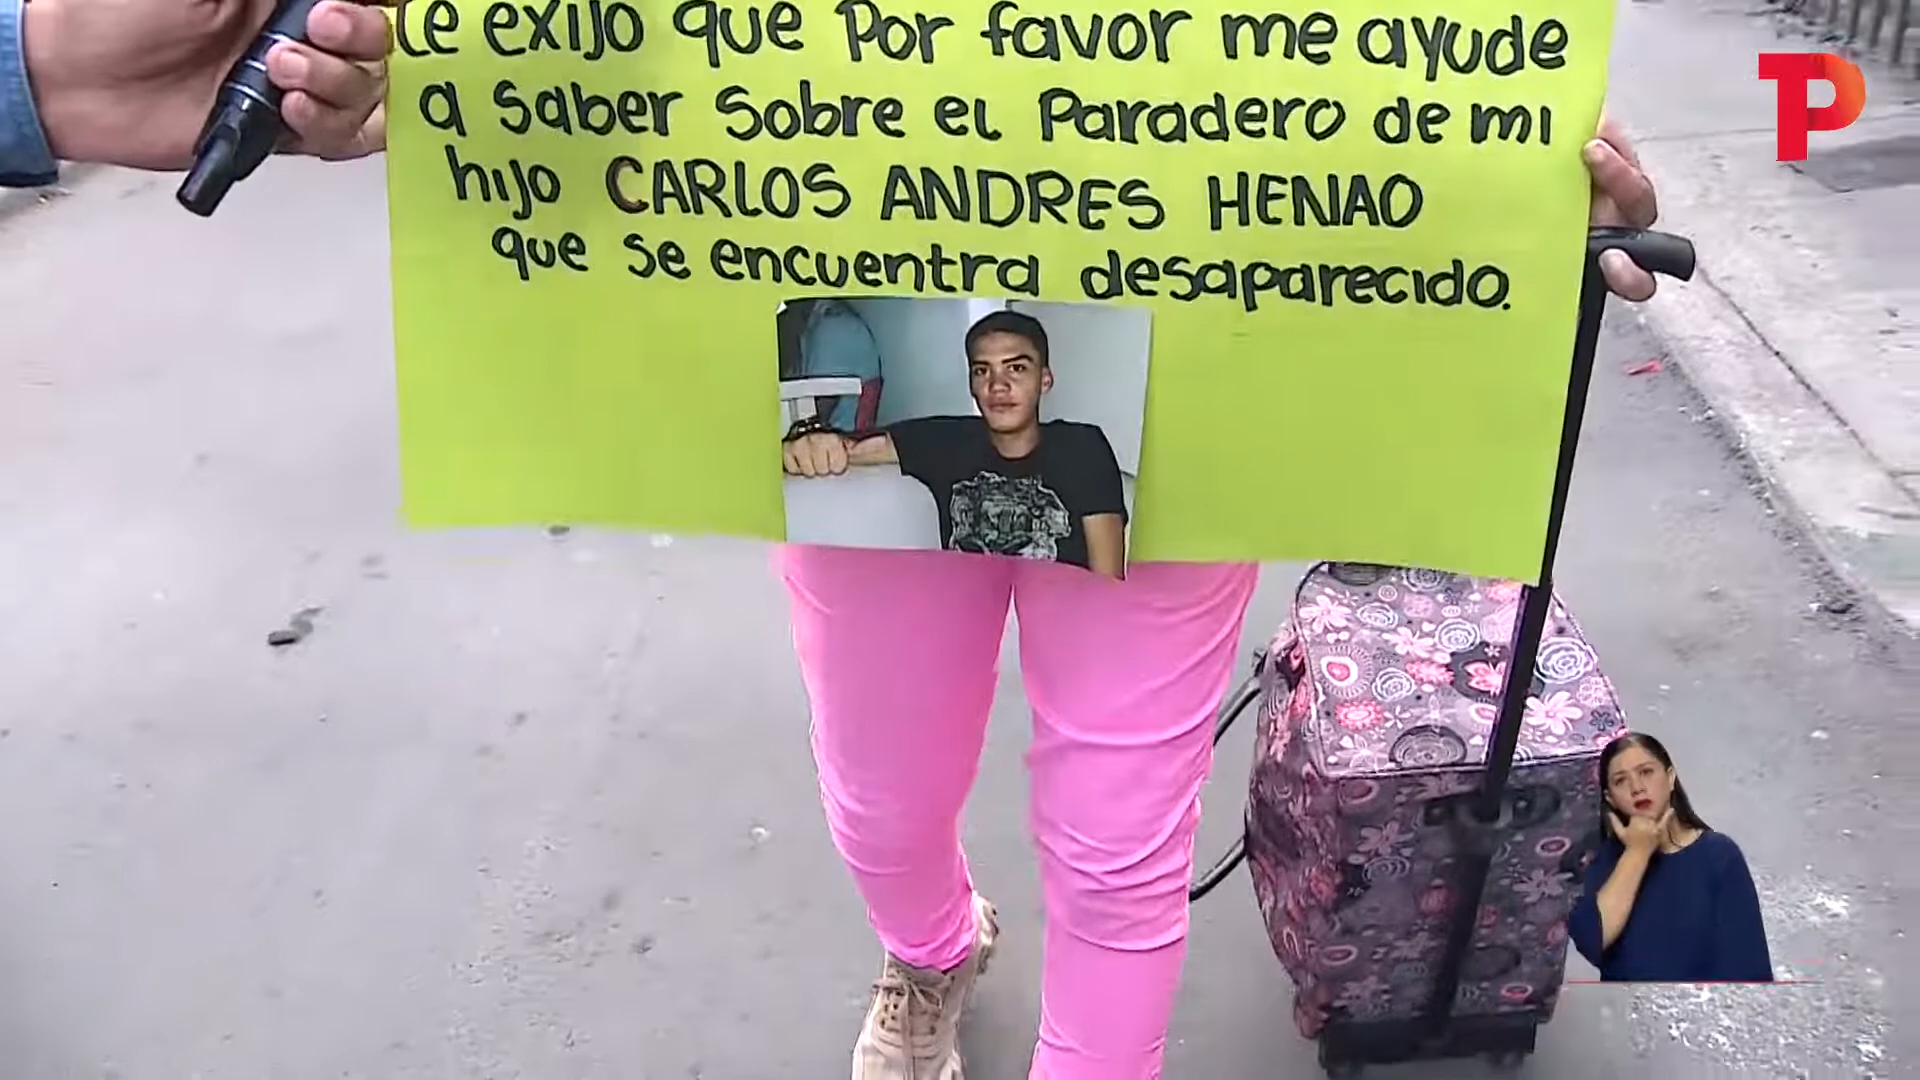 Le exijo que Por favor me ayude
a saber sobre el Paradero de mi
hijo CARLOS ANDRES HENAO
que se encuentra desaparecido.
TP